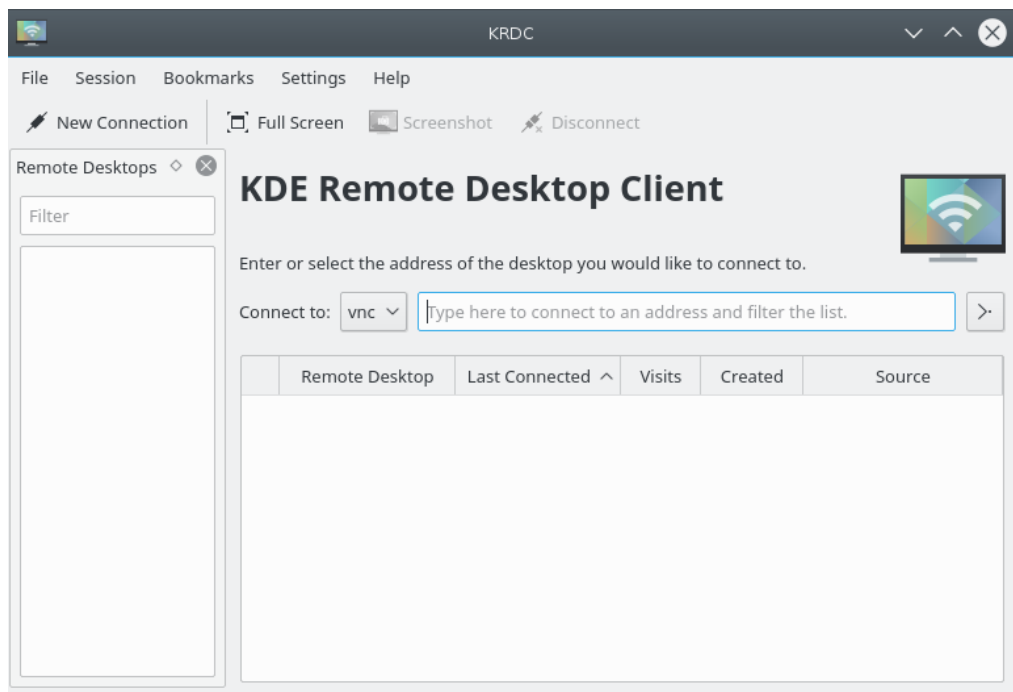 KRDC
File Session Bookmarks Settings Help
New Connection Full Screen Screenshot Disconnect
Remote Desktops
Filter
KDE Remote Desktop Client
Enter or select the address of the desktop you would like to connect to.
Connect to: vnc Type here to connect to an address and filter the list.
Remote Desktop Last Connected Visits Created Source